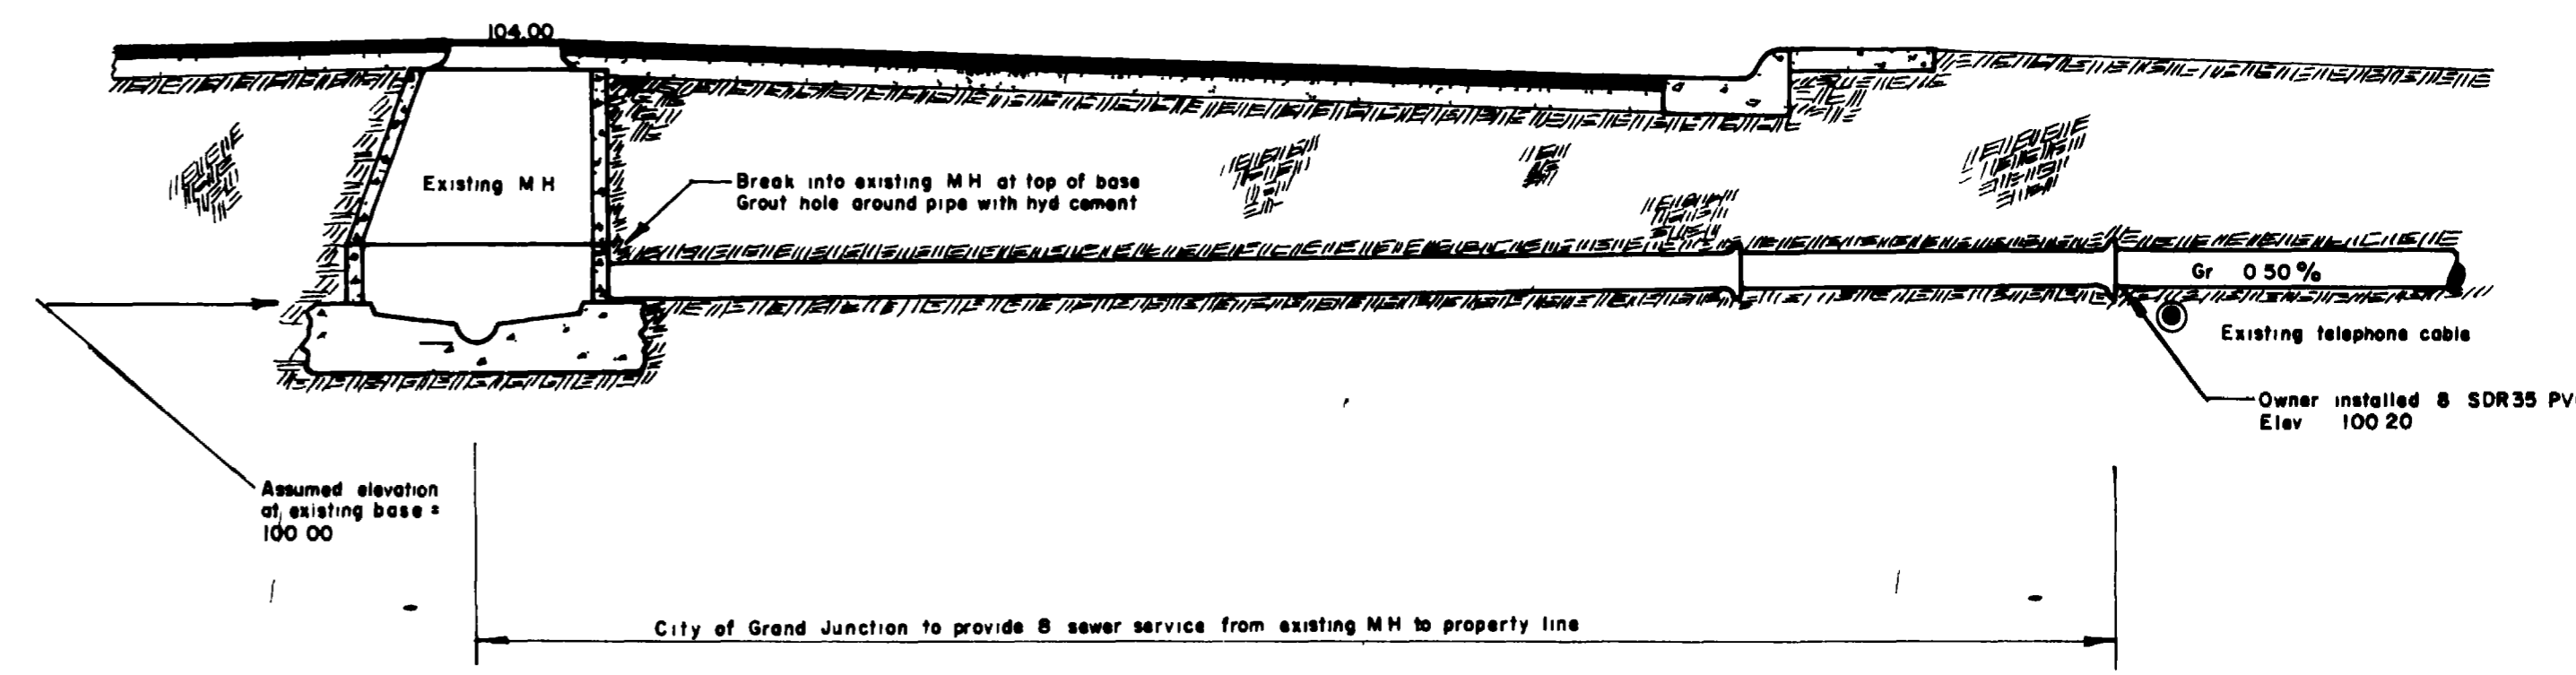 104.00
Existing MH
Break into existing MH at top of base
Grout hole around pipe with hyd cement
Gr 0 50%
Existing telephone cable
Owner installed 8 SDR35 PV
Elev 100 20
Assumed elevation
at existing base =
100 00
City of Grand Junction to provide 8 sewer service from existing MH to property line